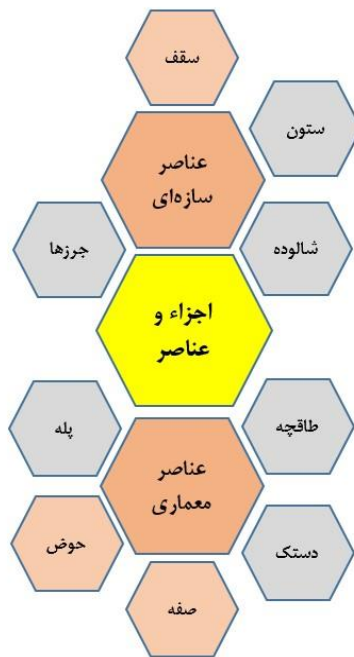 سقف
ستون
عناصر
سازه‌ای
شالوده
جرزها
اجزاء و
عناصر
طاقچه
پله
عناصر
معماری
دستک
حوض
صفه